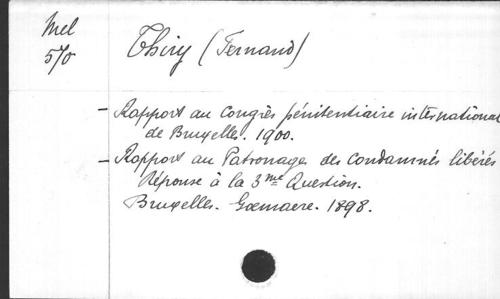 Mel
570
Thiry (Fernand)
- Rapport au Congrès pénitentiaire international
de Bruxelles. 1900.
- Rapport au Patronage des condamnés libérés
Réponse à la 3me Question.
Bruxelles. Goemaere. 1898.